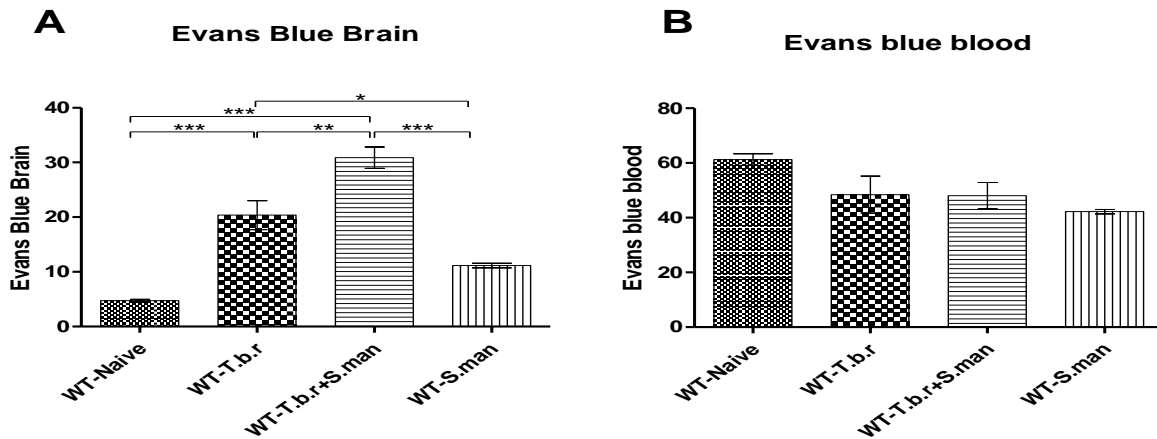 A
Evans Blue Brain
Evans Blue Brain
40
30
20
10
0
*
***
***
**
***
WT-Naive
WT-T.b.r
WT-T.b.r+S.man
WT-S.man
B
Evans blue blood
Evans blue blood
80
60
40
20
0
WT-Naive
WT-T.b.r
WT-T.b.r+S.man
WT-S.man